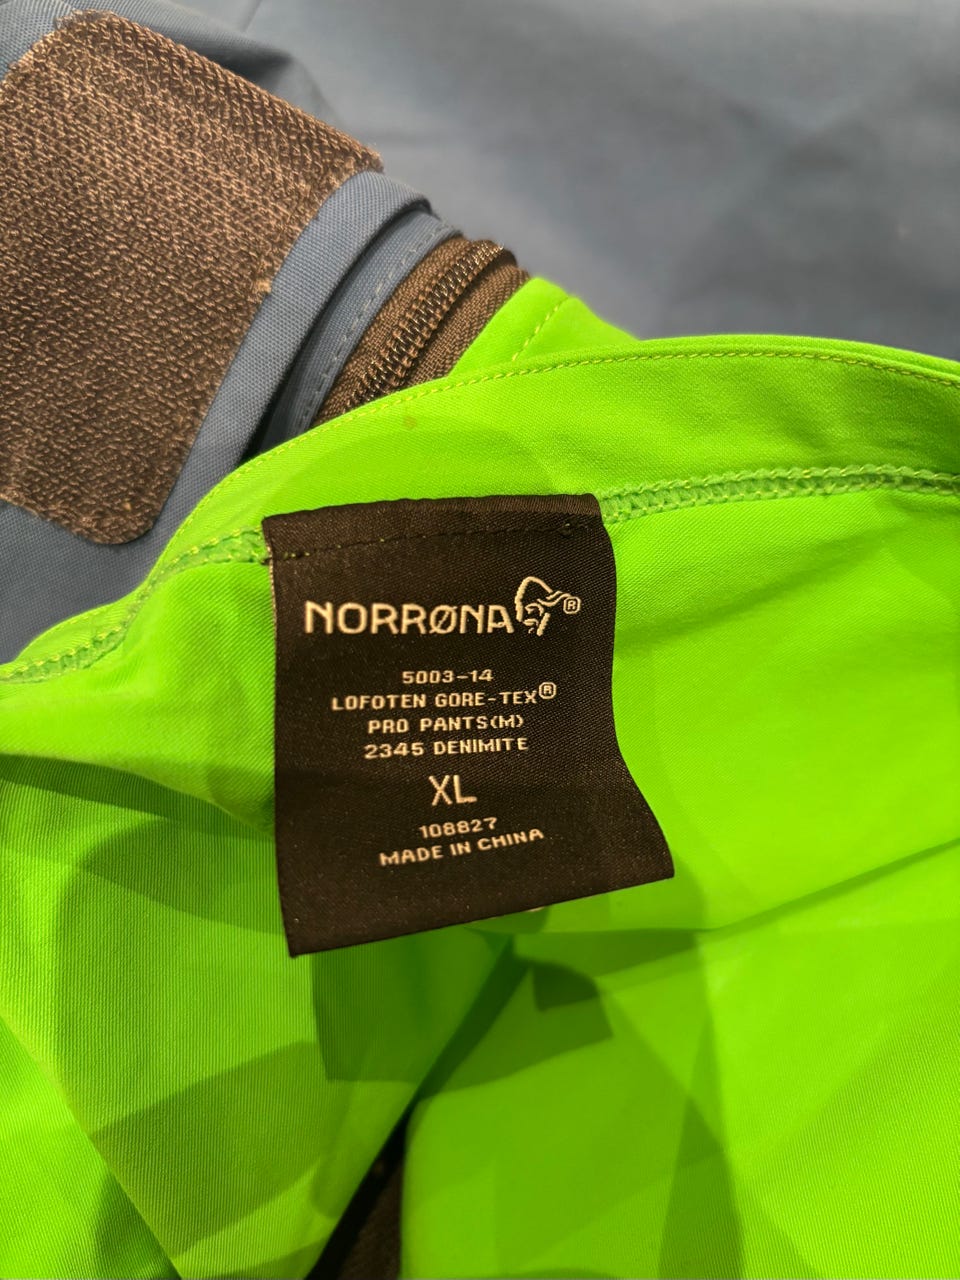 NORRØNA®
5003-14
LOFOTEN GORE-TEX®
PRO PANTS(M)
2345 DENIMITE
XL
108827
MADE IN CHINA